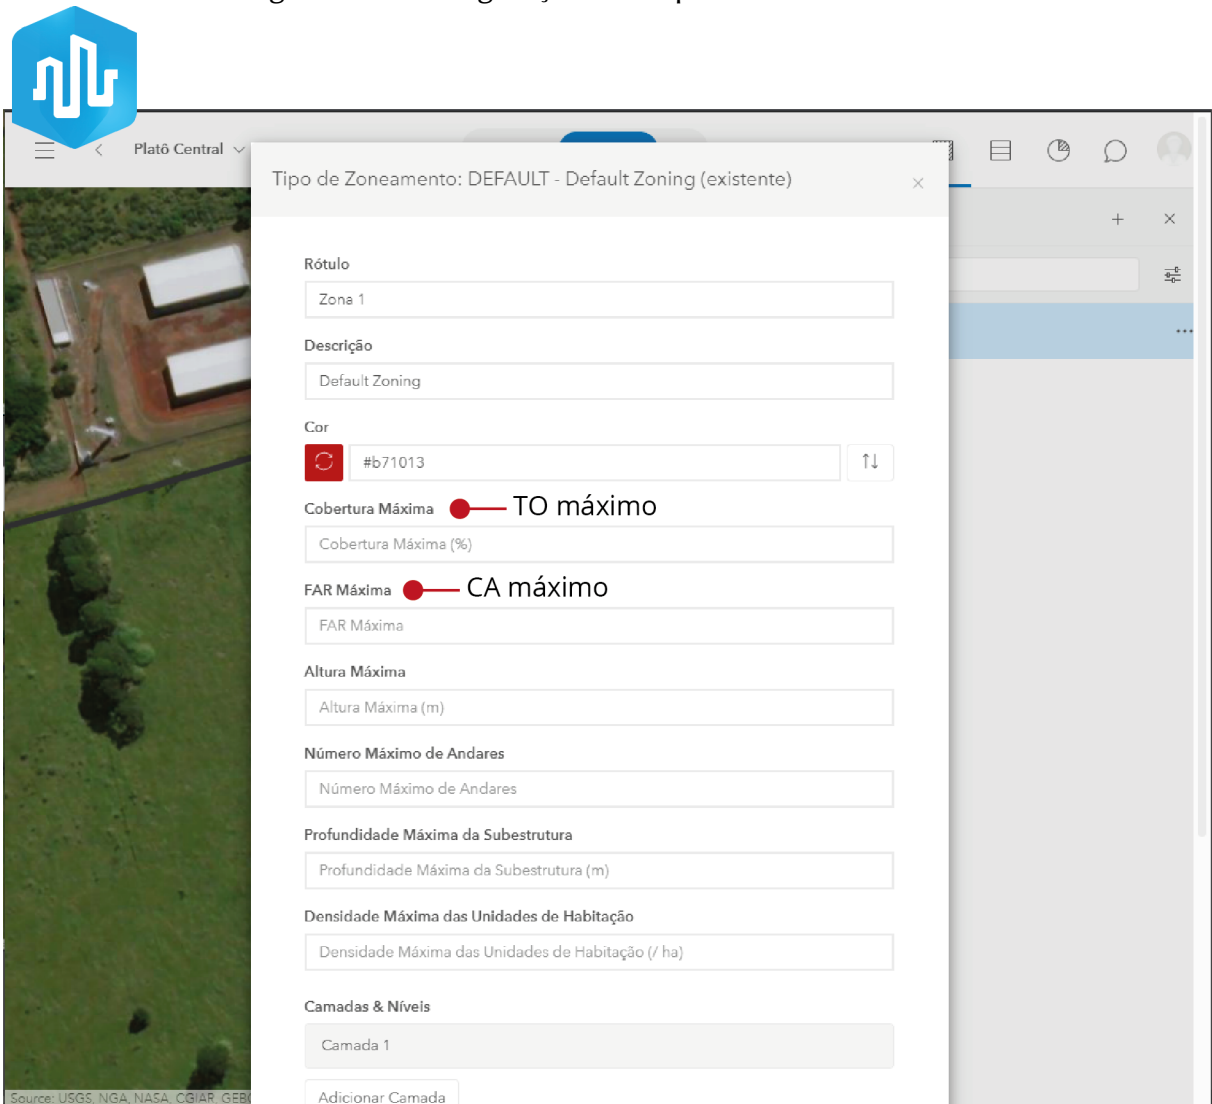 Platô Central
Tipo de Zoneamento: DEFAULT - Default Zoning (existente)
Rótulo
Zona 1
Descrição
Default Zoning
Cor
#b71013
Cobertura Máxima
TO máximo
Cobertura Máxima (%)
FAR Máxima
CA máximo
FAR Máxima
Altura Máxima
Altura Máxima (m)
Número Máximo de Andares
Número Máximo de Andares
Profundidade Máxima da Subestrutura
Profundidade Máxima da Subestrutura (m)
Densidade Máxima das Unidades de Habitação
Densidade Máxima das Unidades de Habitação (/ ha)
Camadas & Níveis
Camada 1
Adicionar Camada
Source: USGS, NGA, NASA, CGIAR,